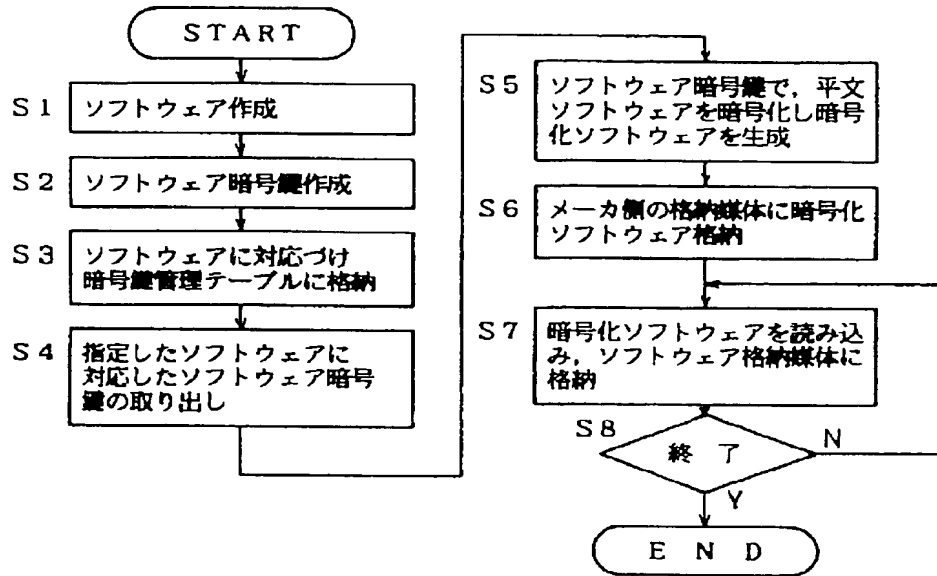 START
S1
ソフトウェア作成
S2
ソフトウェア暗号鍵作成
S3
ソフトウェアに対応づけ
暗号鍵管理テーブルに格納
S4
指定したソフトウェアに
対応したソフトウェア暗号
鍵の取り出し
S5
ソフトウェア暗号鍵で，平文
ソフトウェアを暗号化し暗号
化ソフトウェアを生成
S6
メーカ側の格納媒体に暗号化
ソフトウェア格納
S7
暗号化ソフトウェアを読み込
み，ソフトウェア格納媒体に
格納
S8
終了
N
Y
END